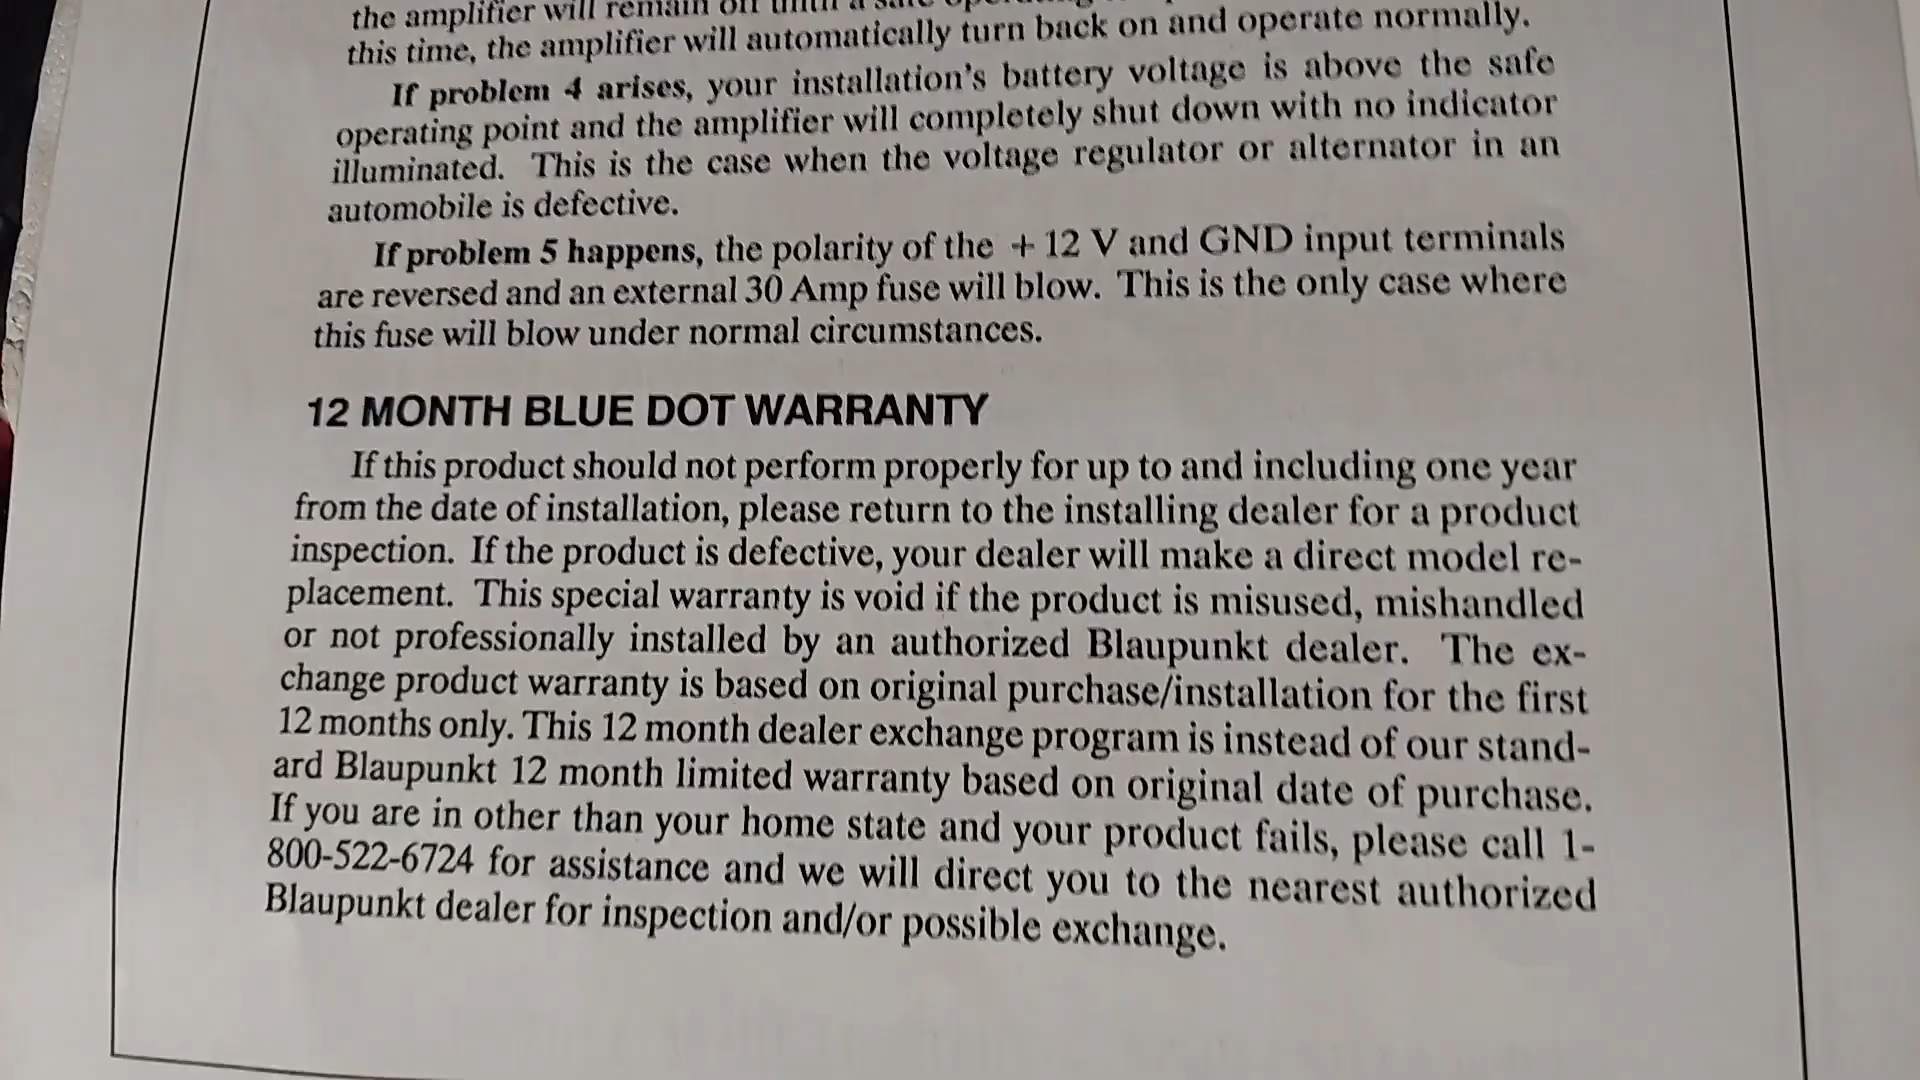 the amplifier will remain off until a safe
this time, the amplifier will automatically turn back on and operate normally.
If problem 4 arises, your installation's battery voltage is above the safe
operating point and the amplifier will completely shut down with no indicator
illuminated. This is the case when the voltage regulator or alternator in an
automobile is defective.
If problem 5 happens, the polarity of the + 12 V and GND input terminals
are reversed and an external 30 Amp fuse will blow. This is the only case where
this fuse will blow under normal circumstances.
12 MONTH BLUE DOT WARRANTY
If this product should not perform properly for up to and including one year
from the date of installation, please return to the installing dealer for a product
inspection. If the product is defective, your dealer will make a direct model re-
placement. This special warranty is void if the product is misused, mishandled
or not professionally installed by an authorized Blaupunkt dealer. The ex-
change product warranty is based on original purchase/installation for the first
12 months only. This 12 month dealer exchange program is instead of our stand-
ard Blaupunkt 12 month limited warranty based on original date of purchase.
If you are in other than your home state and your product fails, please call 1-
800-522-6724 for assistance and we will direct you to the nearest authorized
Blaupunkt dealer for inspection and/or possible exchange.